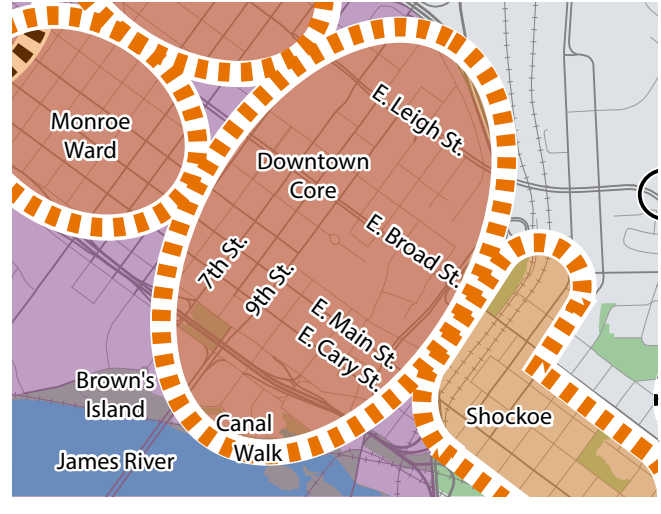 E. Leigh St.
Monroe
Ward
Downtown
Core
E. Broad St.
7th St.
9th St.
E. Main St.
E. Cary St.
Brown's
Island
Canal
Walk
Shockoe
James River